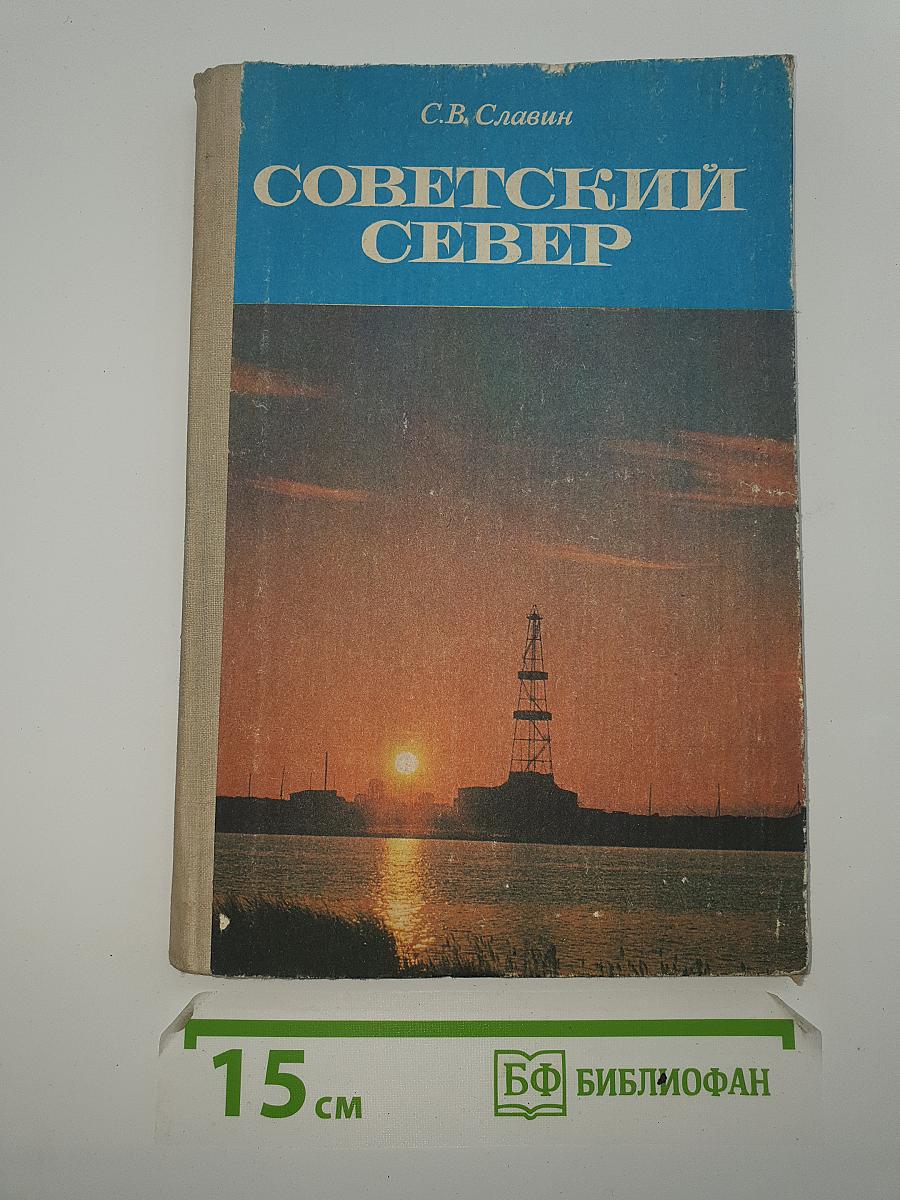 С.В. Славин
СОВЕТСКИЙ
СЕВЕР
15 см
БФ БИБЛИОФАН